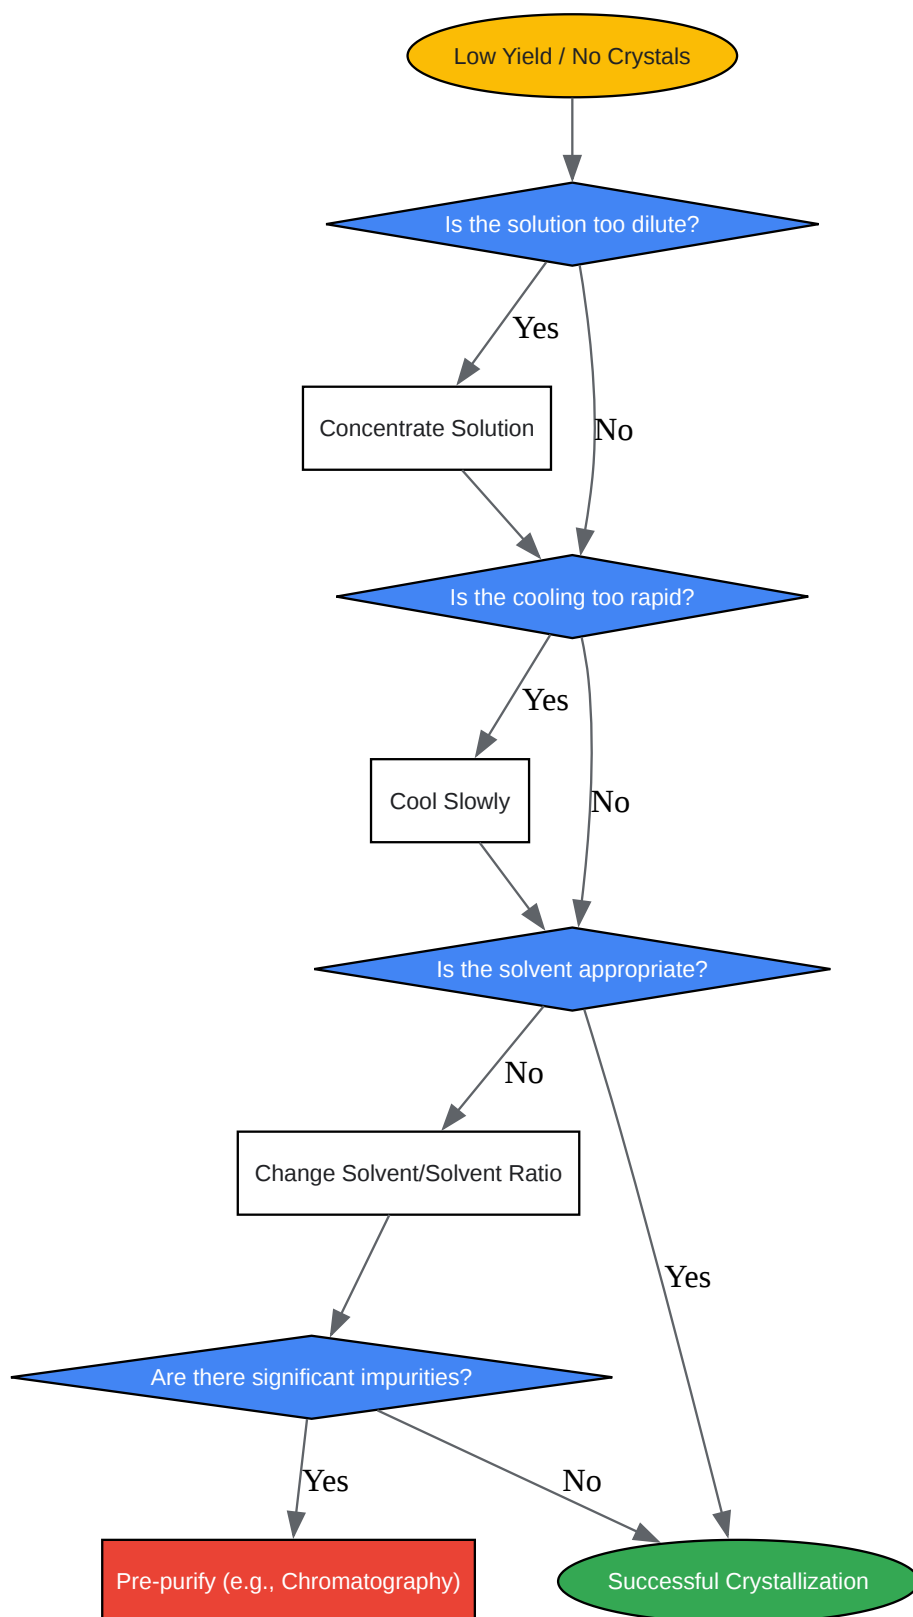 Low Yield / No Crystals
Is the solution too dilute?
Yes
Concentrate Solution
No
Is the cooling too rapid?
Yes
Cool Slowly
No
Is the solvent appropriate?
No
Change Solvent/Solvent Ratio
Yes
Are there significant impurities?
Yes
No
Pre-purify (e.g., Chromatography)
Successful Crystallization